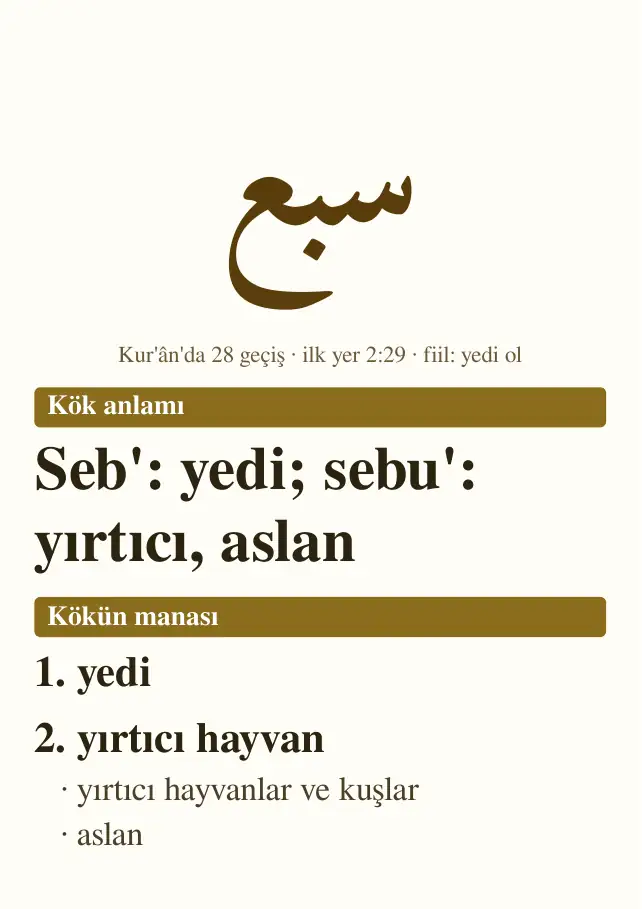 سبع
Kur'ân'da 28 geçiş · ilk yer 2:29 · fiil: yedi ol
Kök anlamı
Seb': yedi; sebu':
yırtıcı, aslan
Kökün manası
1. yedi
2. yırtıcı hayvan
· yırtıcı hayvanlar ve kuşlar
· aslan